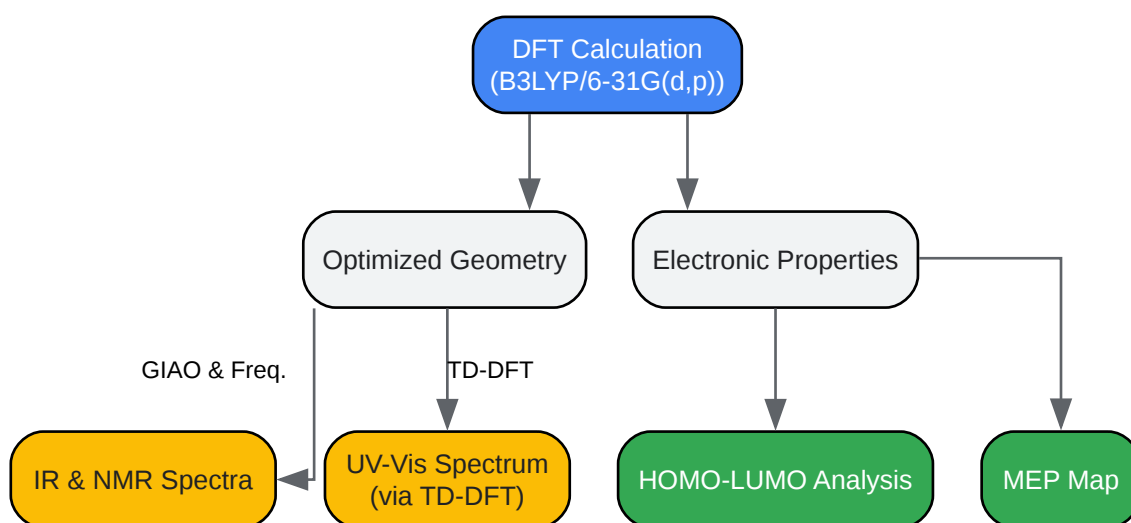 DFT Calculation
(B3LYP/6-31G(d,p))
Optimized Geometry
Electronic Properties
GIAO & Freq.
TD-DFT
IR & NMR Spectra
UV-Vis Spectrum
(via TD-DFT)
HOMO-LUMO Analysis
MEP Map